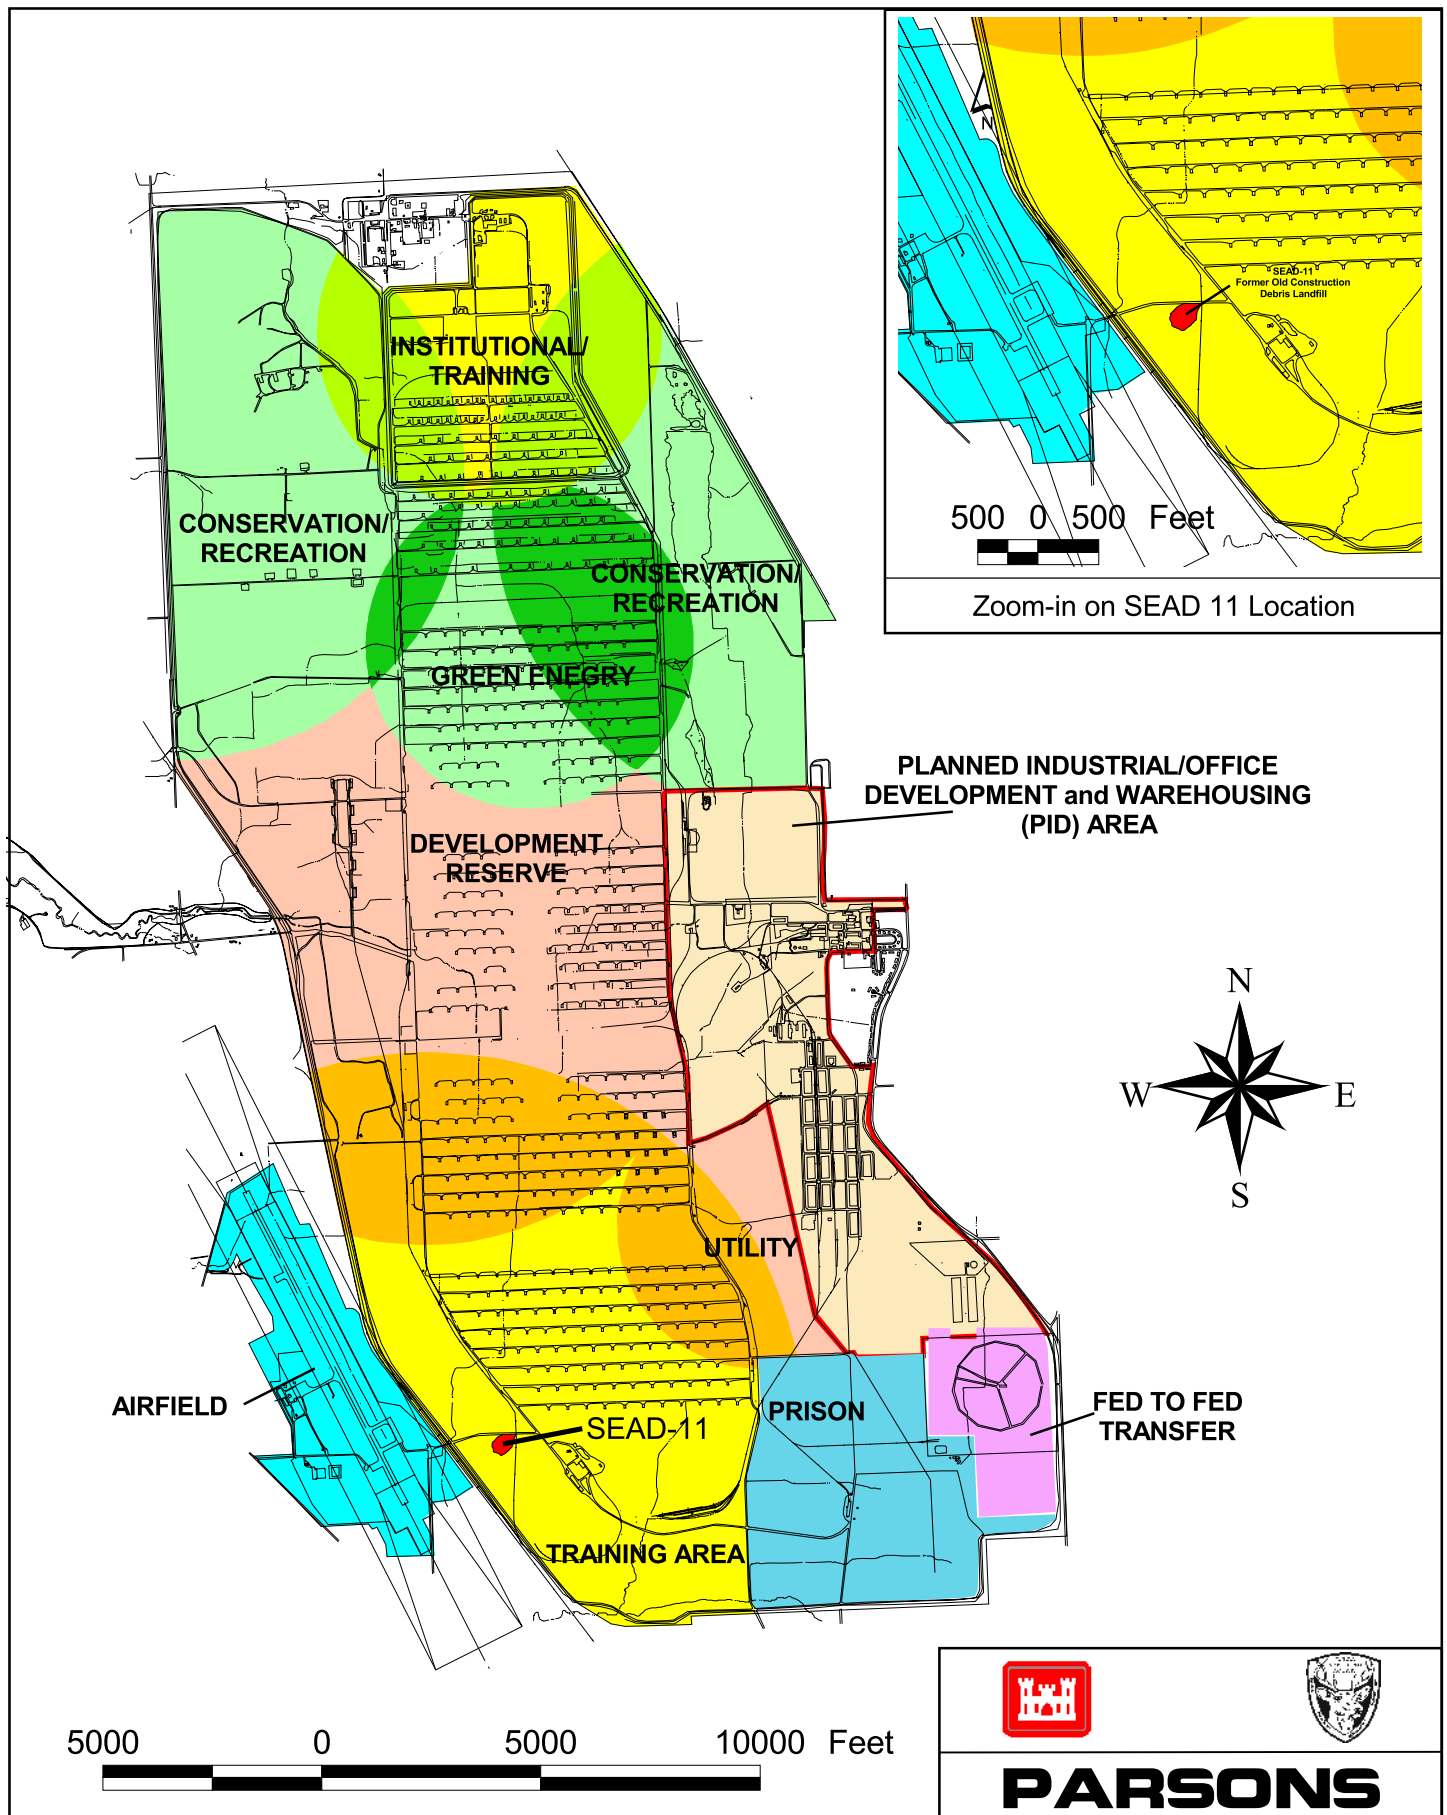 N
SEAD-11
Former Old Construction
Debris Landfill
500 0 500 Feet
Zoom-in on SEAD 11 Location
INSTITUTIONAL/
TRAINING
CONSERVATION/
RECREATION
CONSERVATION/
RECREATION
GREEN ENEGRY
PLANNED INDUSTRIAL/OFFICE
DEVELOPMENT and WAREHOUSING
(PID) AREA
DEVELOPMENT
RESERVE
N
W E
S
UTILITY
AIRFIELD
PRISON
FED TO FED
TRANSFER
SEAD-11
TRAINING AREA
5000 0 5000 10000 Feet
PARSONS